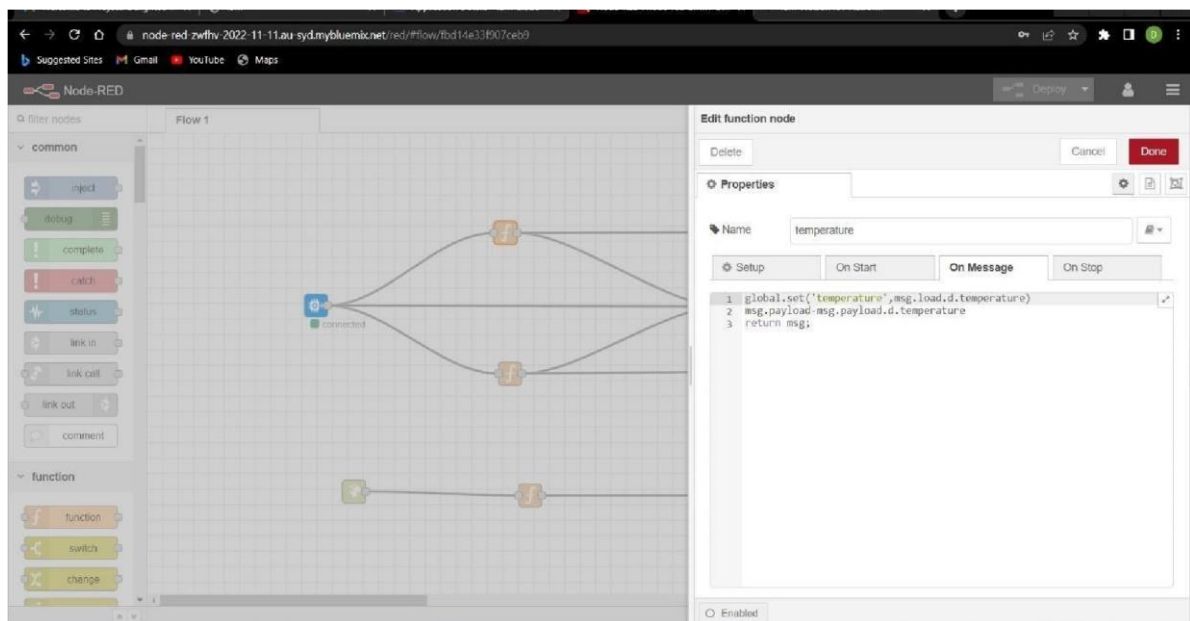 node-red-zwfhv-2022-11-11.au-syd.mybluemix.net/red/#flow/fbd14e33f907ceb9
Suggested Sites Gmail YouTube Maps
Node-RED
Deploy
filter nodes
Flow 1
Edit function node
common
Delete
Cancel
Done
inject
Properties
debug
complete
Name
temperature
catch
Setup
On Start
On Message
On Stop
status
1 global.set('temperature',msg.load.d.temperature)
2 msg.payload-msg.payload.d.temperature
3 return msg;
connected
link in
link call
link out
comment
function
function
switch
change
Enabled